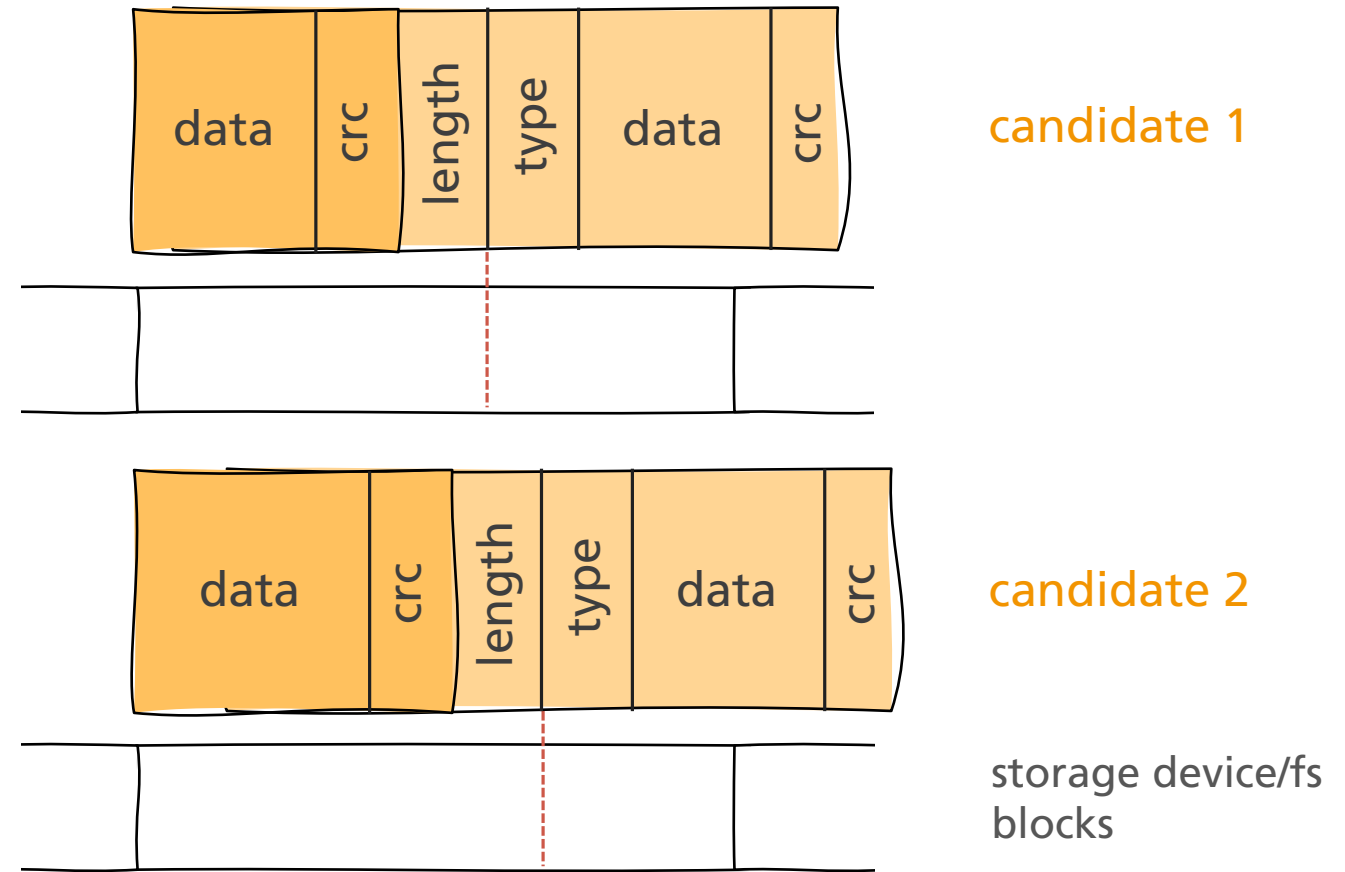 data
crc
length
type
data
crc
candidate 1
data
crc
length
type
data
crc
candidate 2
storage device/fs
blocks